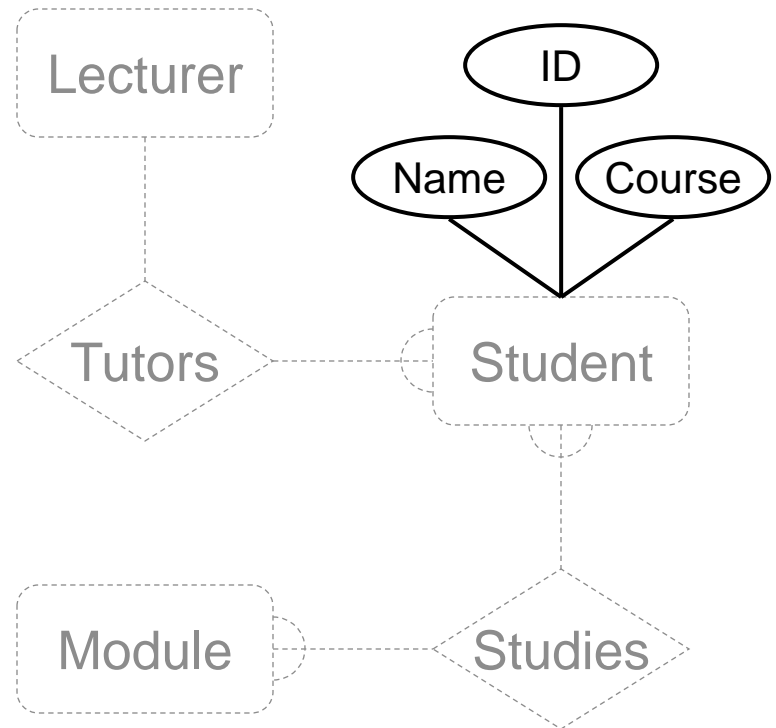 Lecturer
ID
Name
Course
Tutors
Student
Module
Studies